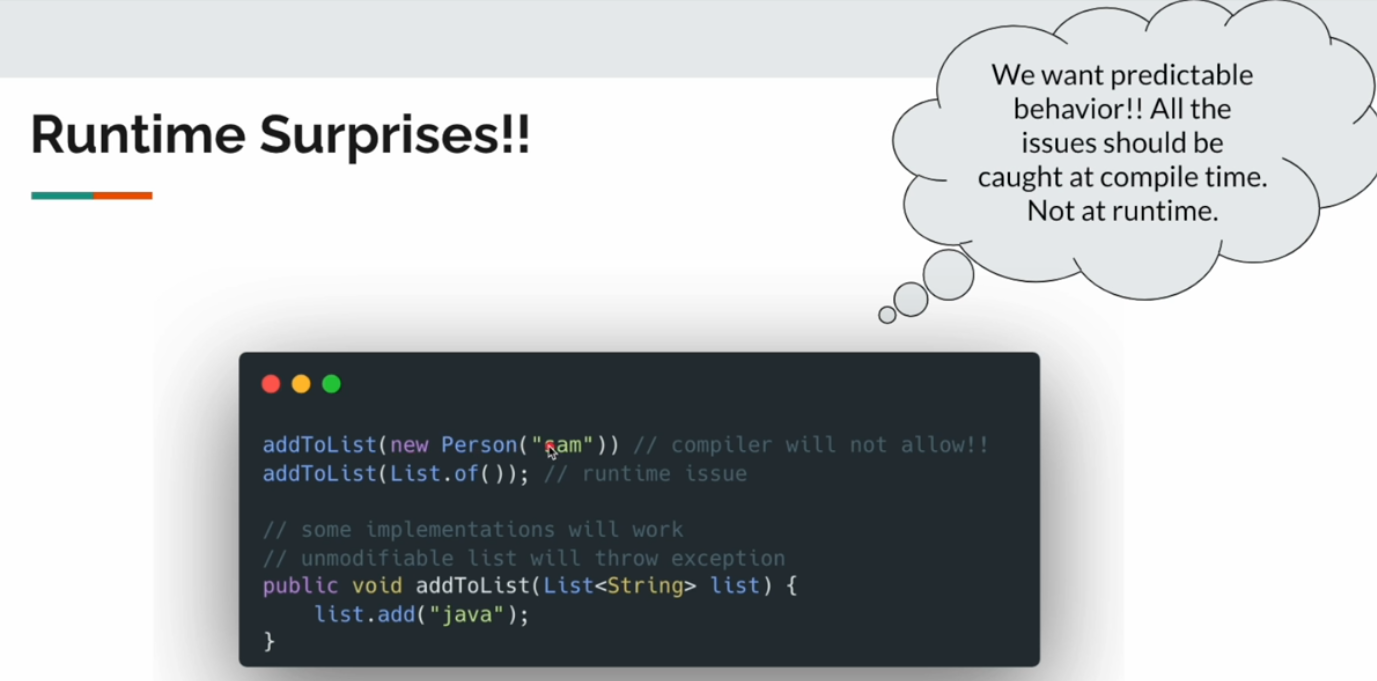 Runtime Surprises!!
We want predictable
behavior!! All the
issues should be
caught at compile time.
Not at runtime.
addToList(new Person("sam")) // compiler will not allow!!
addToList(List.of()); // runtime issue
// some implementations will work
// unmodifiable list will throw exception
public void addToList(List<String> list) {
    list.add("java");
}